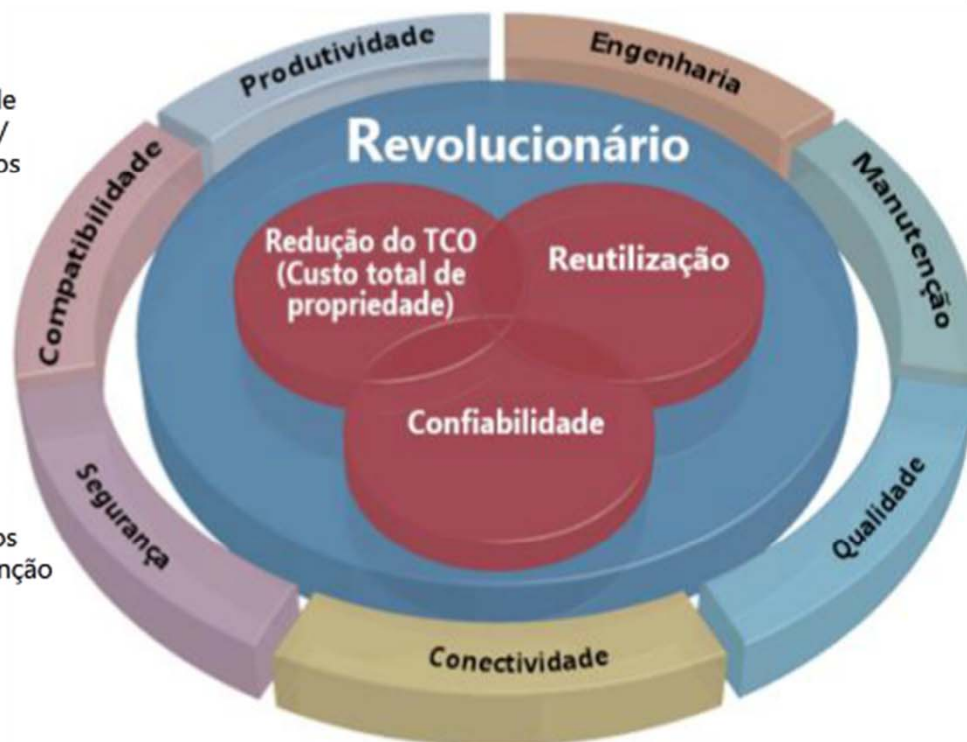 Produtividade
Engenharia
Compatibilidade
Manutenção
Revolucionário
Redução do TCO
(Custo total de
propriedade)
Reutilização
Confiabilidade
Segurança
Qualidade
Conectividade